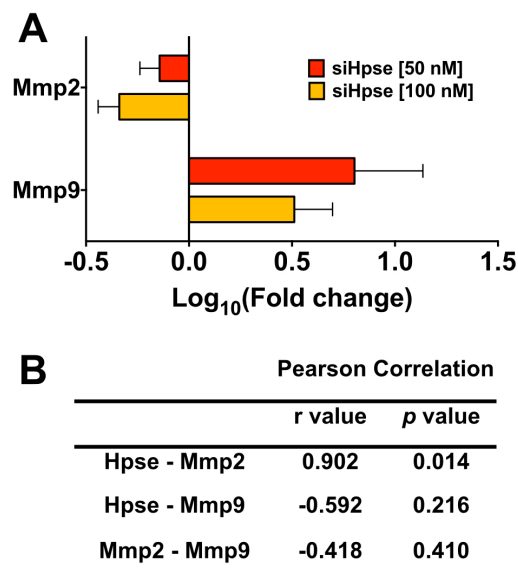 A
Mmp2
Mmp9
siHpse [50 nM]
siHpse [100 nM]
-0.5 0.0 0.5 1.0 1.5
Log10(Fold change)
B
Pearson Correlation
r value p value
Hpse - Mmp2 0.902 0.014
Hpse - Mmp9 -0.592 0.216
Mmp2 - Mmp9 -0.418 0.410